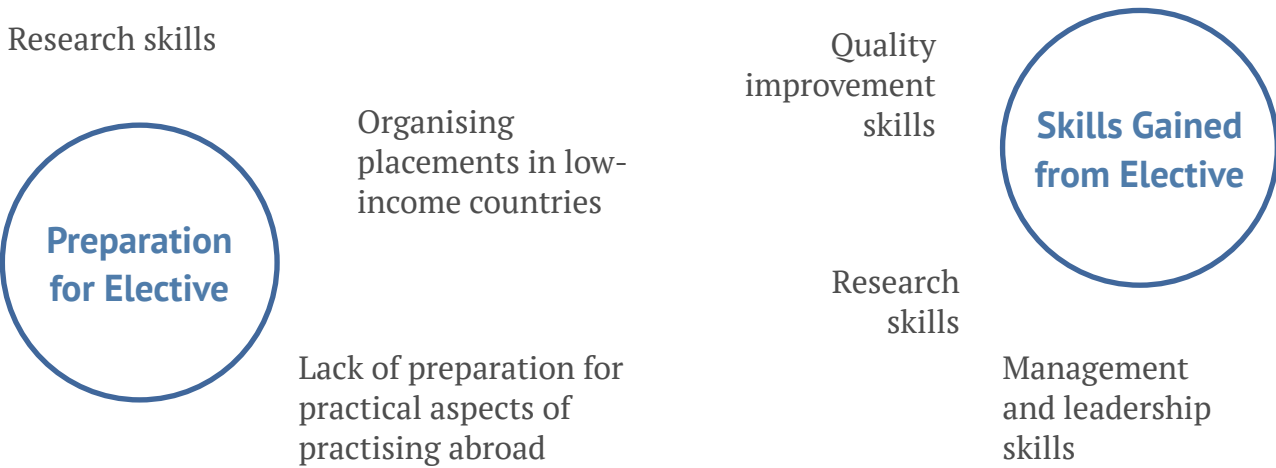 Research skills
Organising
placements in low-
income countries
Preparation
for Elective
Lack of preparation for
practical aspects of
practising abroad
Quality
improvement
skills
Skills Gained
from Elective
Research
skills
Management
and leadership
skills